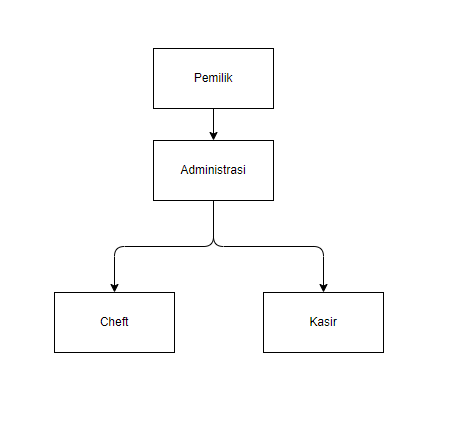 Pemilik
Administrasi
Cheft
Kasir